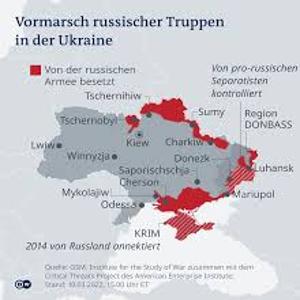 Vormarsch russischer Truppen
in der Ukraine
Von der russischen
Armee besetzt
Von pro-russischen
Separatisten
kontrolliert
Tschernihiw
Tschernobyl
Sumy
Region
DONBASS
Kiew
Charkiw
Lwiw
Donezk
Luhansk
Winnyzja
Saporischschja
Cherson
Mykolajiw
Mariupol
Odessa
KRIM
2014 von Russland annektiert
Quelle: GSM, Institute for the Study of War zusammen mit dem
Critical Threats Project des American Enterprise Institute;
Stand: 10.03.2022, 15.00 Uhr ET
DW